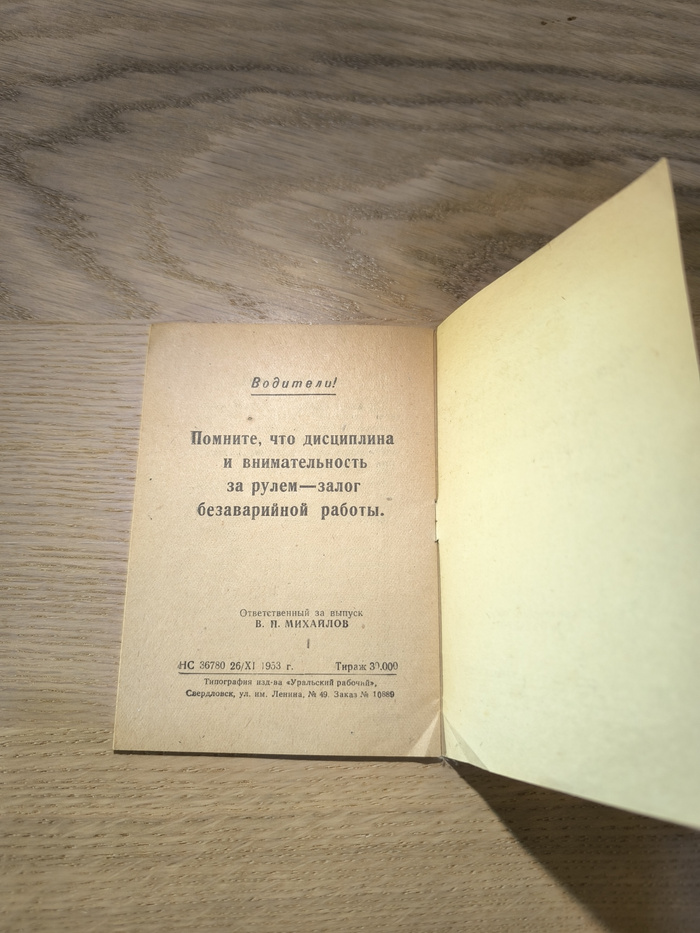 Водители!
Помните, что дисциплина
и внимательность
за рулем—залог
безаварийной работы.
Ответственный за выпуск
В. П. МИХАЙЛОВ
НС 36780 26/XI 1953 г. Тираж 30.000
Типография изд-ва «Уральский рабочий»,
Свердловск, ул. им. Ленина, № 49. Заказ № 10889